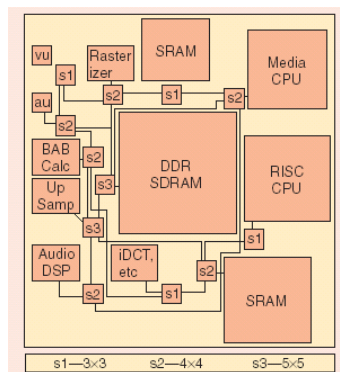 vu
s1
Raster
izer
SRAM
Media
CPU
s2
s1
s2
au
s2
BAB
Calc
s2
DDR
SDRAM
s3
RISC
CPU
Up
Samp
s3
s1
Audio
DSP
iDCT,
etc
s2
SRAM
s2
s1
s1—3×3 s2—4×4 s3—5×5